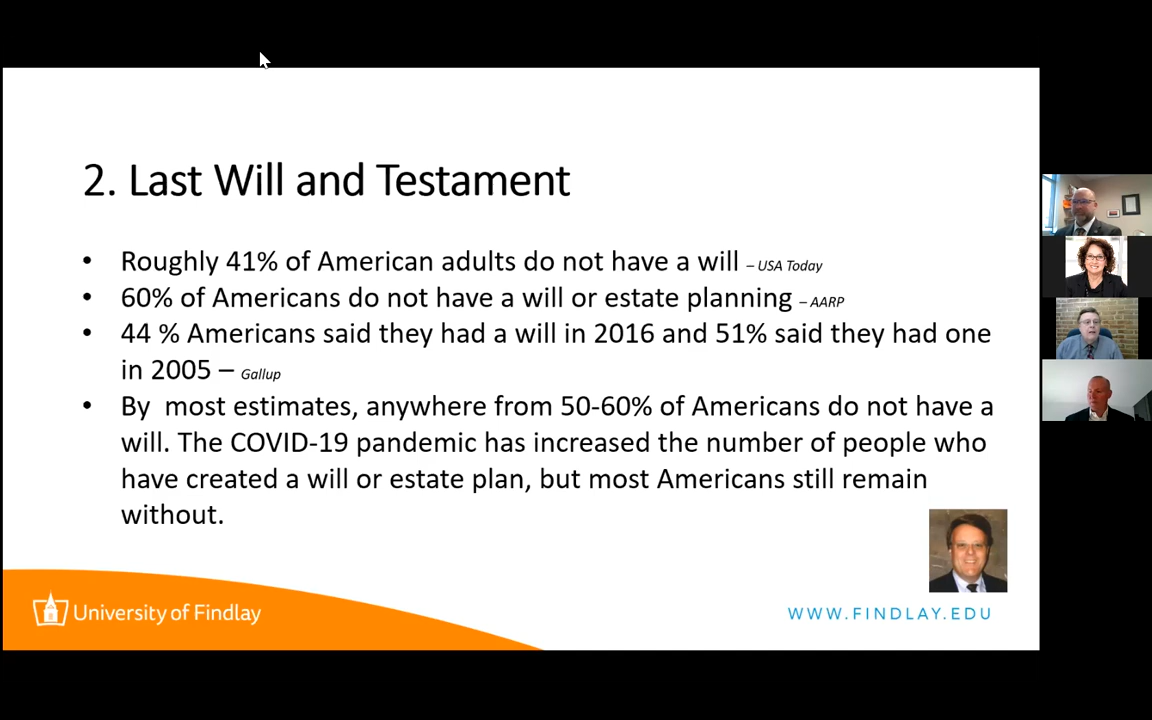 2. Last Will and Testament
• Roughly 41% of American adults do not have a will – USA Today
• 60% of Americans do not have a will or estate planning – AARP
• 44 % Americans said they had a will in 2016 and 51% said they had one
in 2005 – Gallup
• By  most estimates, anywhere from 50-60% of Americans do not have a
will. The COVID-19 pandemic has increased the number of people who
have created a will or estate plan, but most Americans still remain
without.
University of Findlay
WWW.FINDLAY.EDU